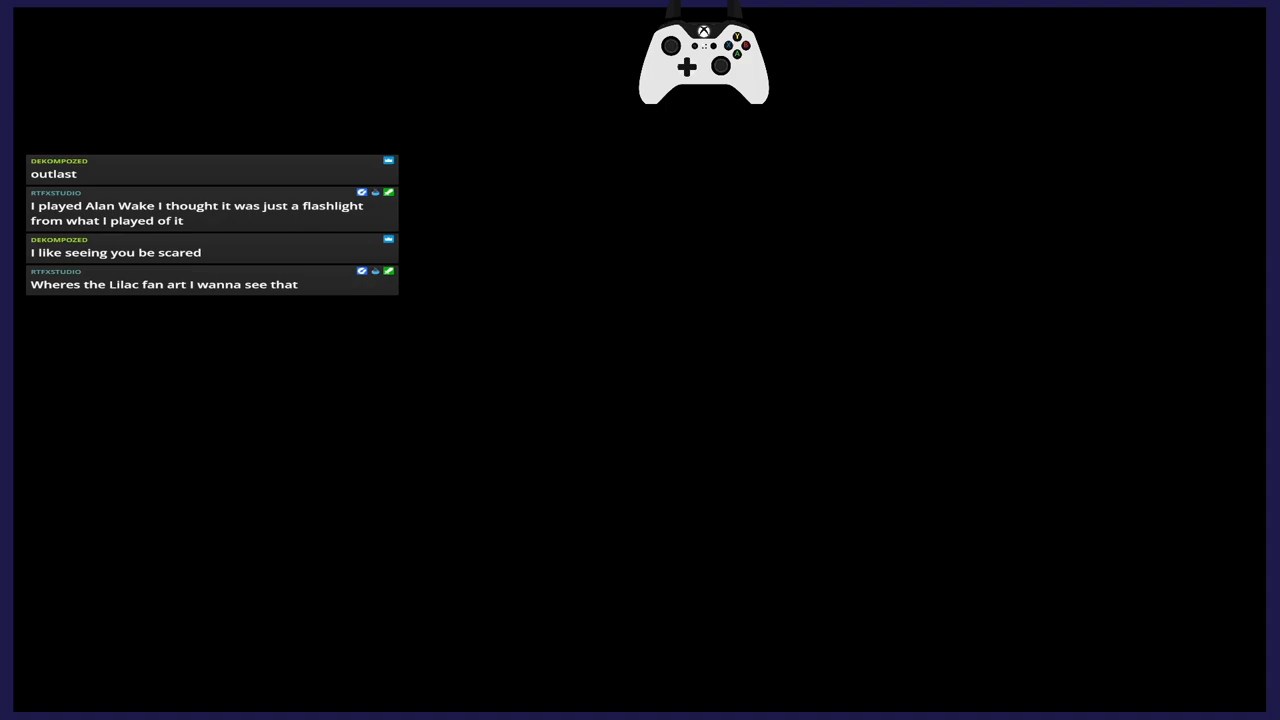 Y
X
B
A
DEKOMPOZED
outlast
RTFXSTUDIO
I played Alan Wake I thought it was just a flashlight
from what I played of it
DEKOMPOZED
I like seeing you be scared
RTFXSTUDIO
Wheres the Lilac fan art I wanna see that